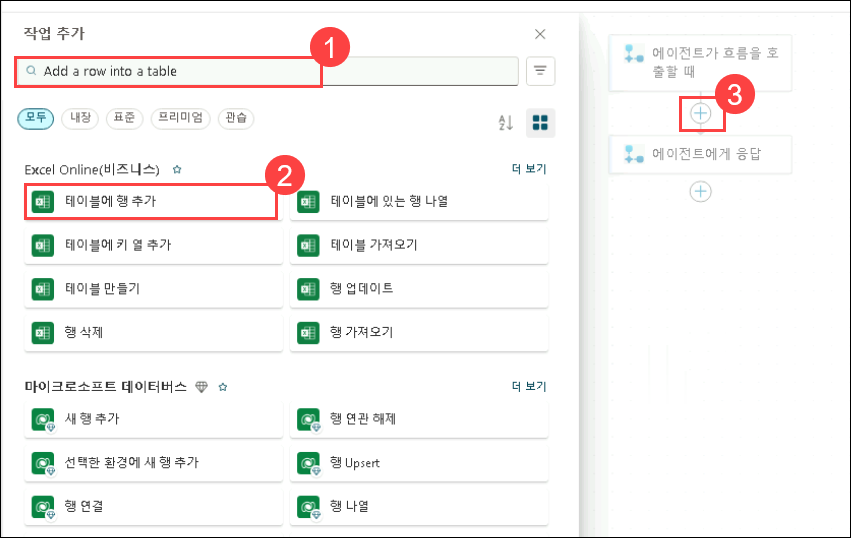 작업 추가
1
Add a row into a table
모두 내장 표준 프리미엄 관습
Excel Online(비즈니스) 더 보기
2
테이블에 행 추가 테이블에 있는 행 나열
테이블에 키 열 추가 테이블 가져오기
테이블 만들기 행 업데이트
행 삭제 행 가져오기
마이크로소프트 데이터버스 더 보기
새 행 추가 행 연관 해제
선택한 환경에 새 행 추가 행 Upsert
행 연결 행 나열
에이전트가 흐름을 호
출할 때
3
에이전트에게 응답